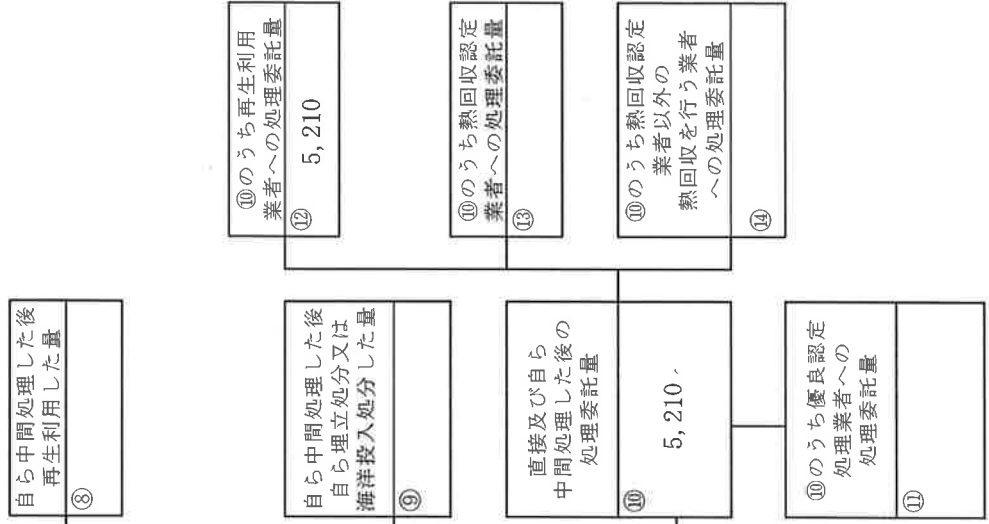 自ら中間処理した後
再生利用した量
⑧
自ら中間処理した後
自ら埋立処分又は
海洋投入処分した量
⑨
直接及び自ら
中間処理した後の
処理委託量
⑩
5,210
⑩のうち優良認定
処理業者への
処理委託量
⑪
⑩のうち再生利用
業者への処理委託量
⑫
5,210
⑩のうち熱回収認定
業者への処理委託量
⑬
⑩のうち熱回収認定
業者以外の
熱回収を行う業者
への処理委託量
⑭